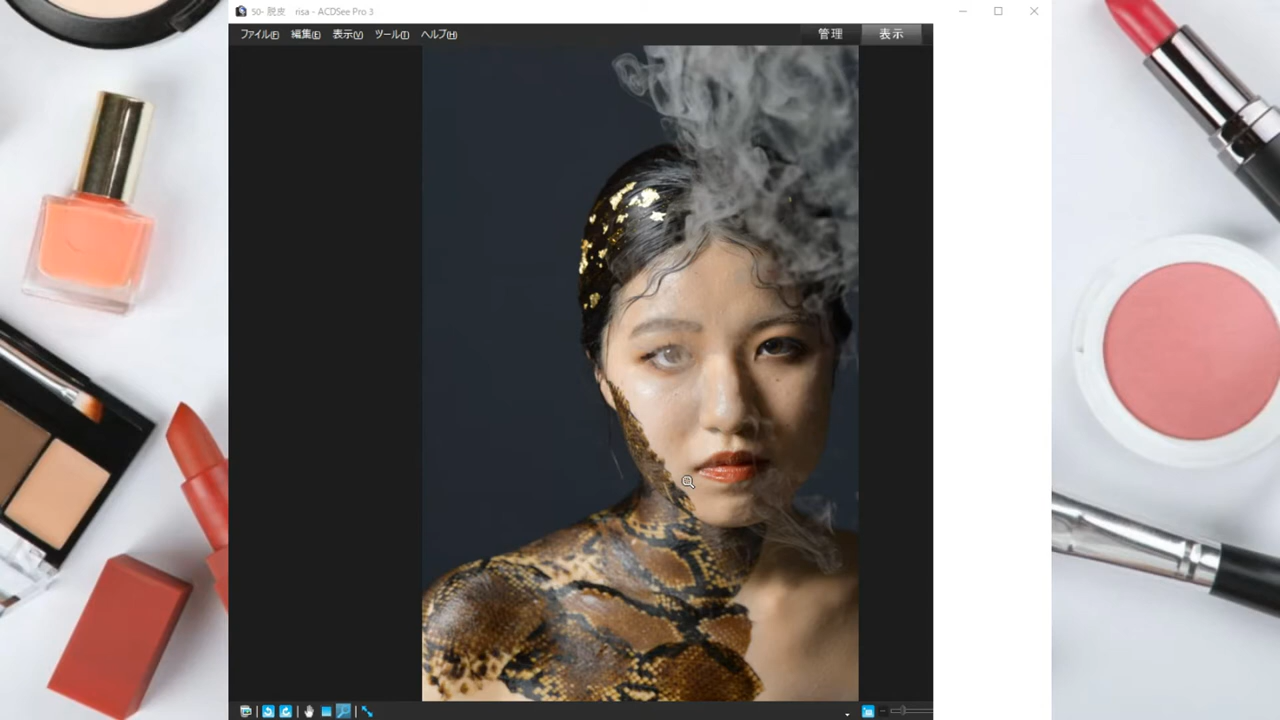 50- 脱皮 risa - ACDSee Pro 3
ファイル(F) 編集(E) 表示(V) ツール(T) ヘルプ(H)
管理 表示